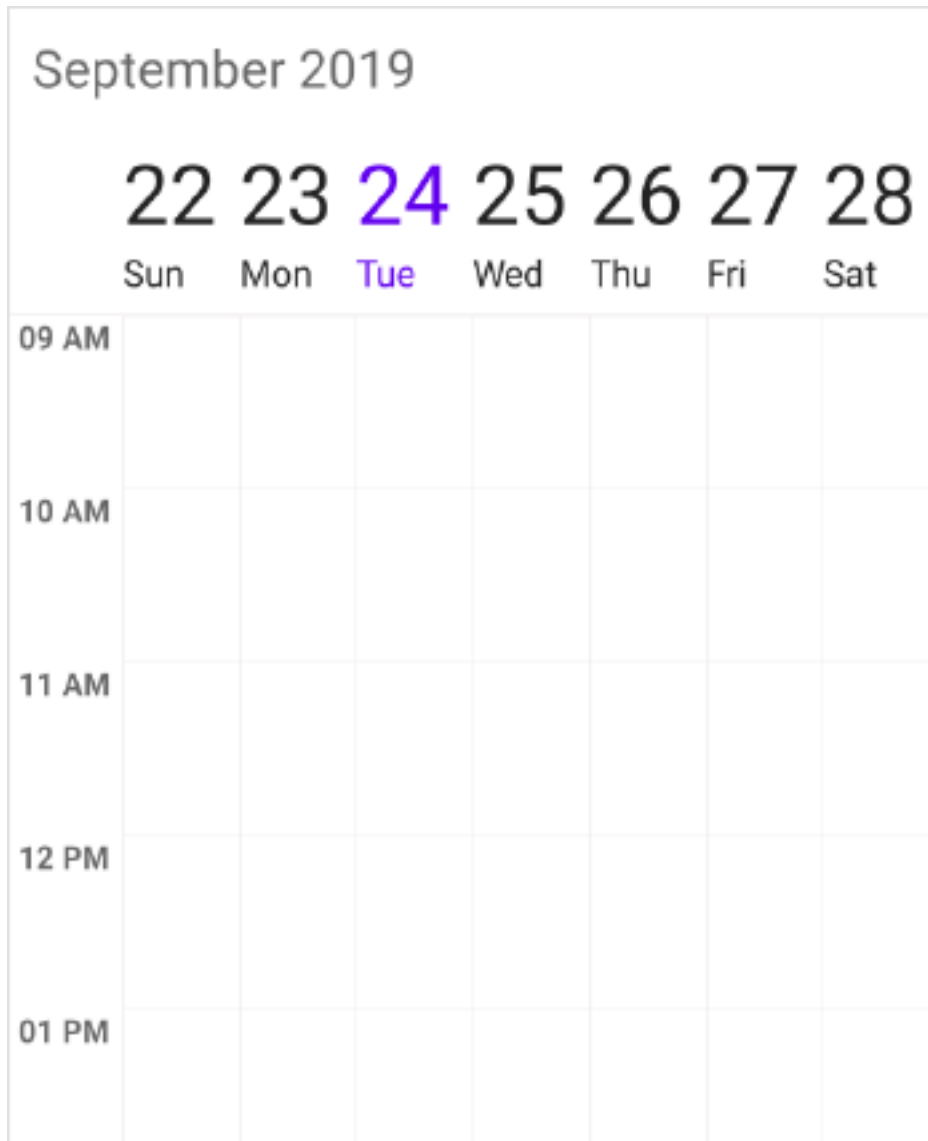 September 2019
22 23 24 25 26 27 28
Sun Mon Tue Wed Thu Fri Sat
09 AM
10 AM
11 AM
12 PM
01 PM